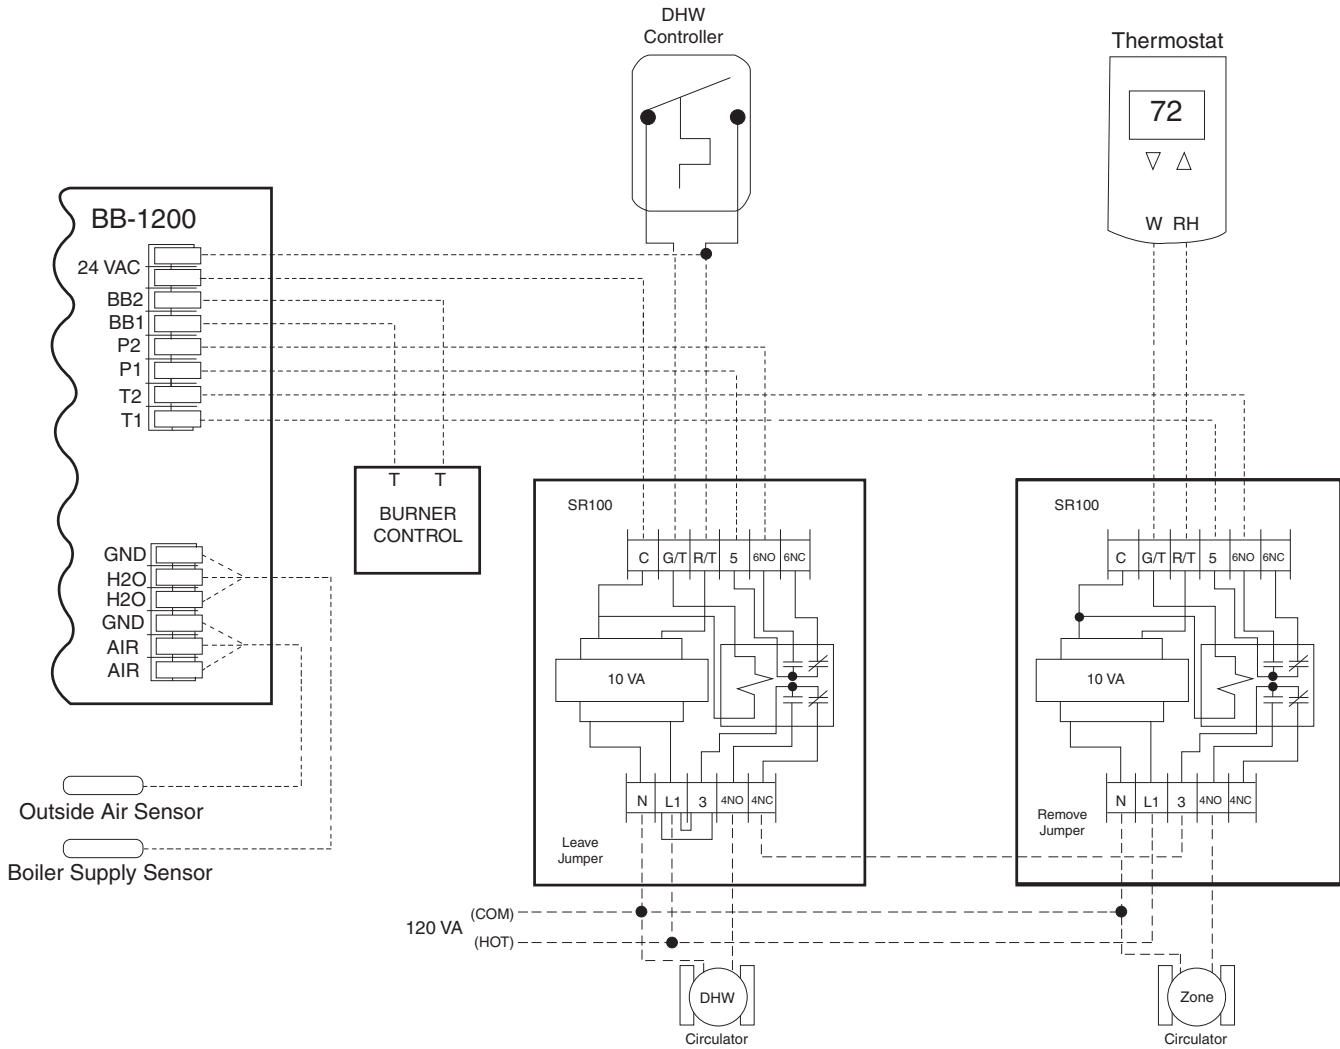 DHW
Controller
Thermostat
72
W RH
BB-1200
24 VAC
BB2
BB1
P2
P1
T2
T1
T T
BURNER
CONTROL
GND
H2O
H2O
GND
AIR
AIR
Outside Air Sensor
Boiler Supply Sensor
SR100
C G/T R/T 5 6NO 6NC
10 VA
N L1 3 4NO 4NC
Leave
Jumper
SR100
C G/T R/T 5 6NO 6NC
10 VA
N L1 3 4NO 4NC
Remove
Jumper
120 VA
(COM)
(HOT)
DHW
Circulator
Zone
Circulator